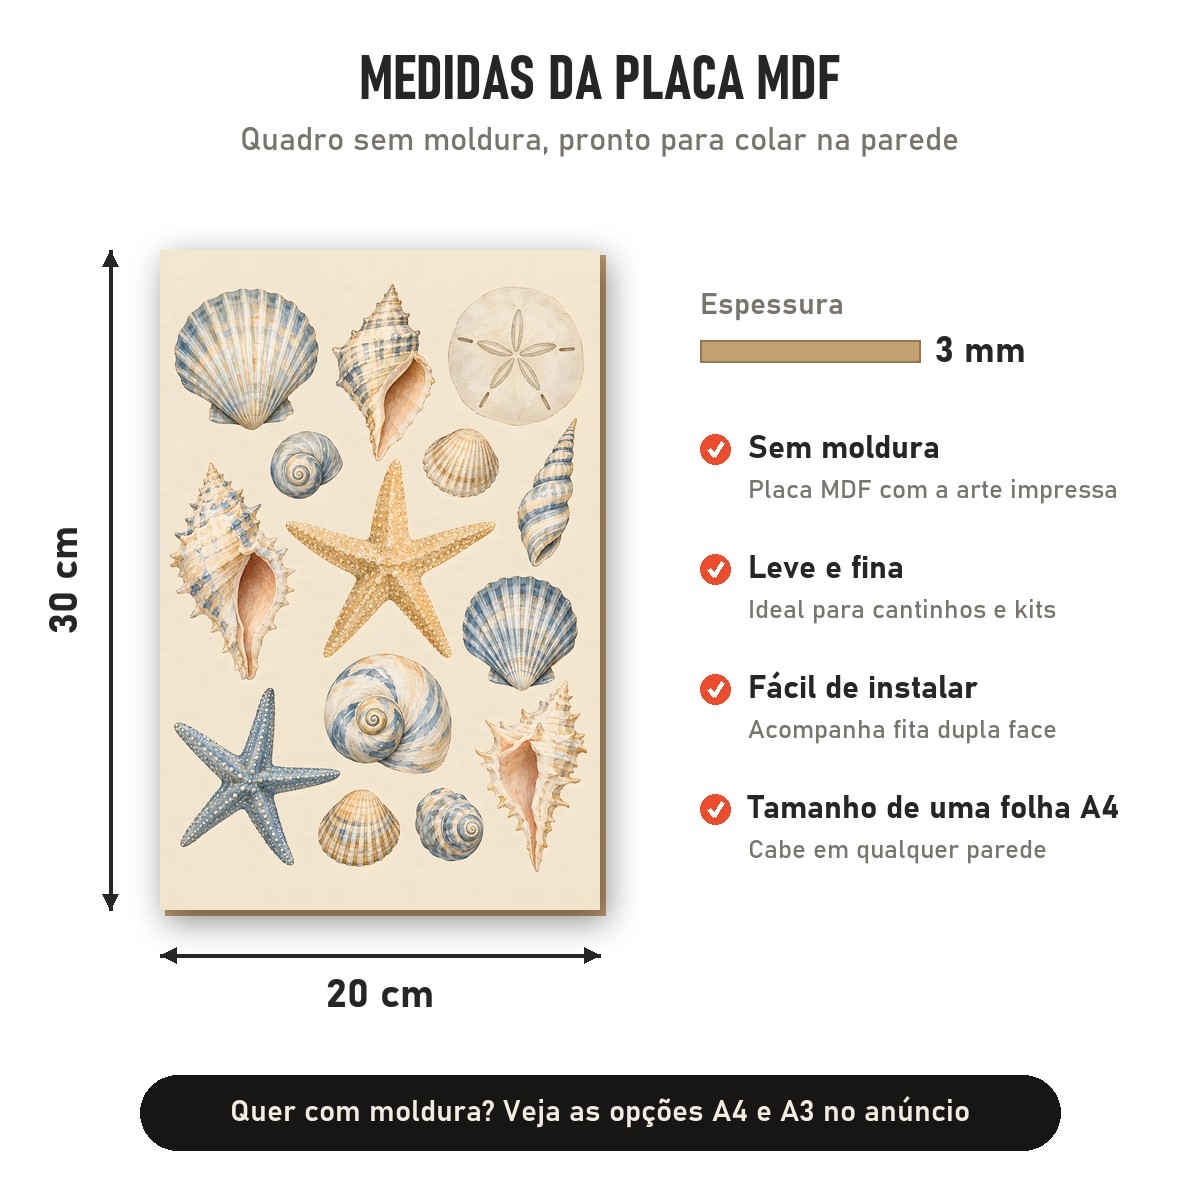 MEDIDAS DA PLACA MDF
Quadro sem moldura, pronto para colar na parede
30 cm
20 cm
Espessura
3 mm
Sem moldura
Placa MDF com a arte impressa
Leve e fina
Ideal para cantinhos e kits
Fácil de instalar
Acompanha fita dupla face
Tamanho de uma folha A4
Cabe em qualquer parede
Quer com moldura? Veja as opções A4 e A3 no anúncio